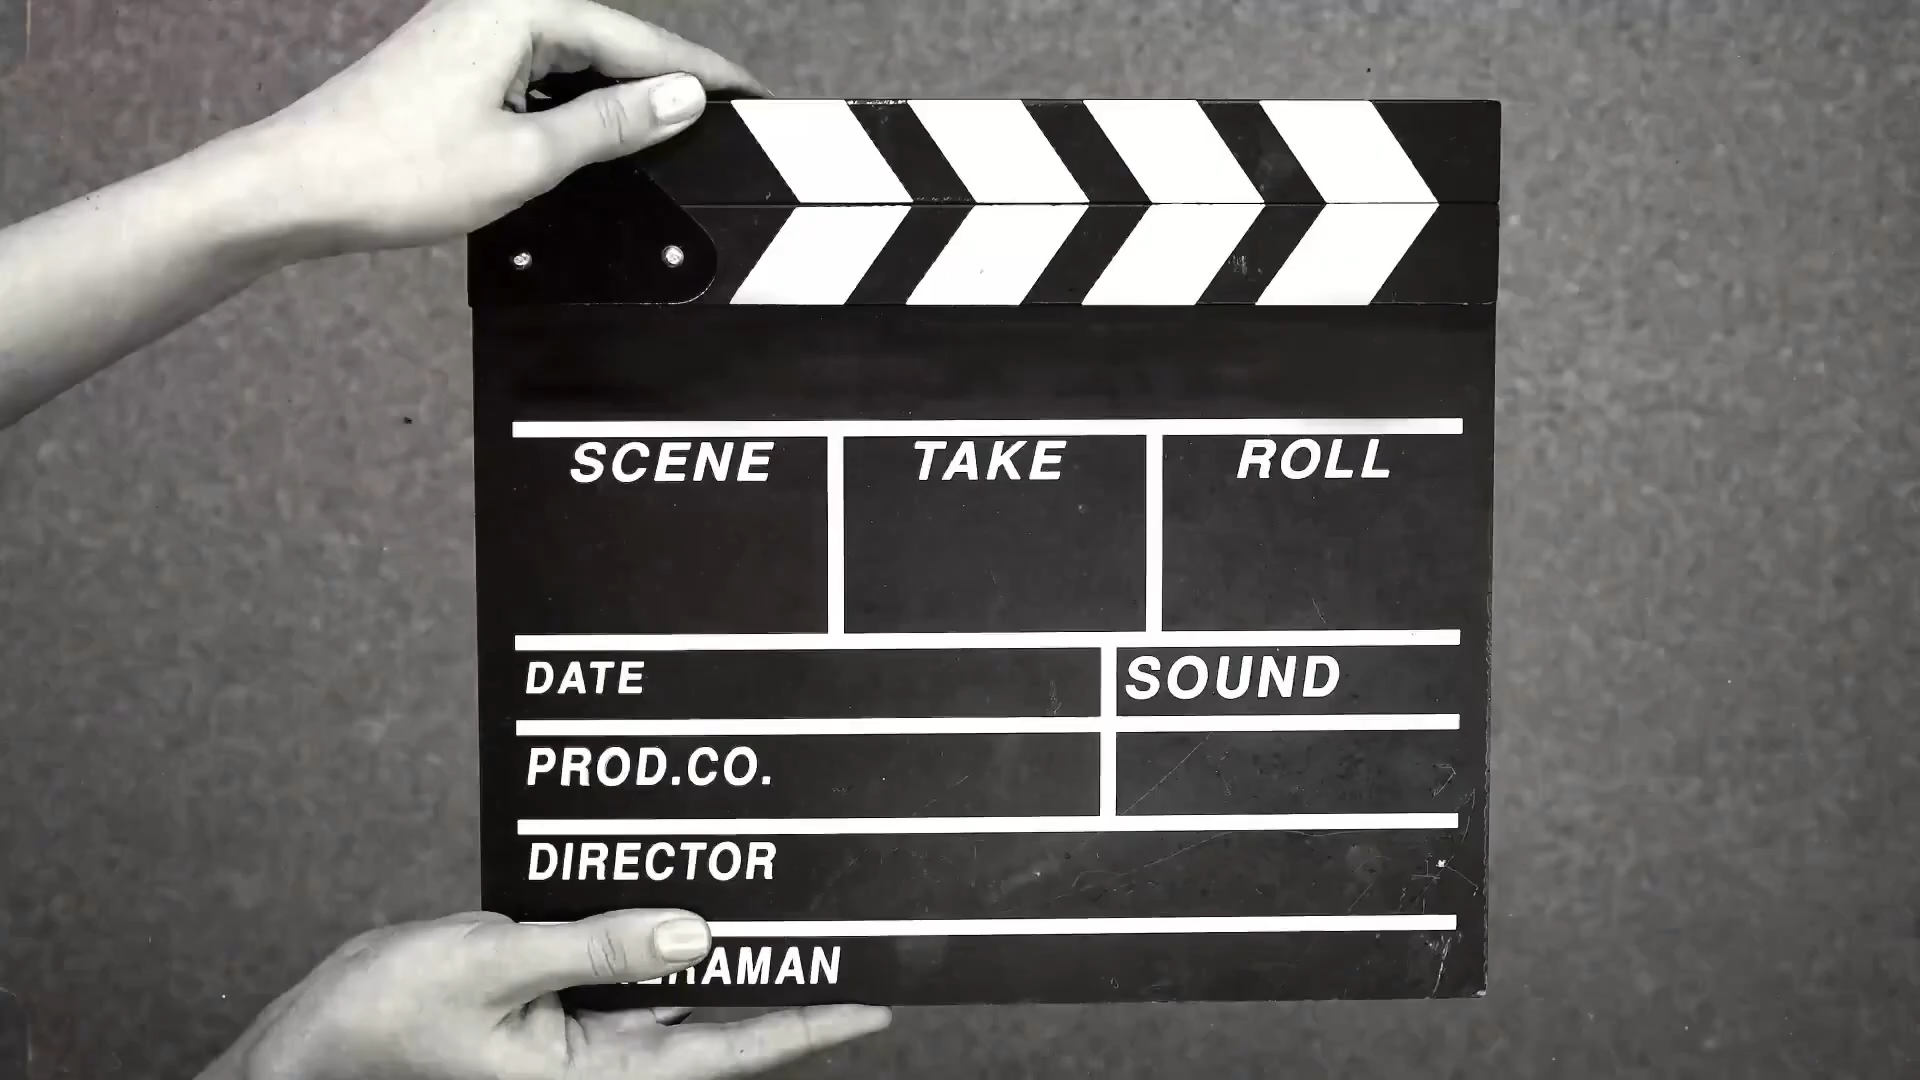 SCENE TAKE ROLL
DATE SOUND
PROD.CO.
DIRECTOR